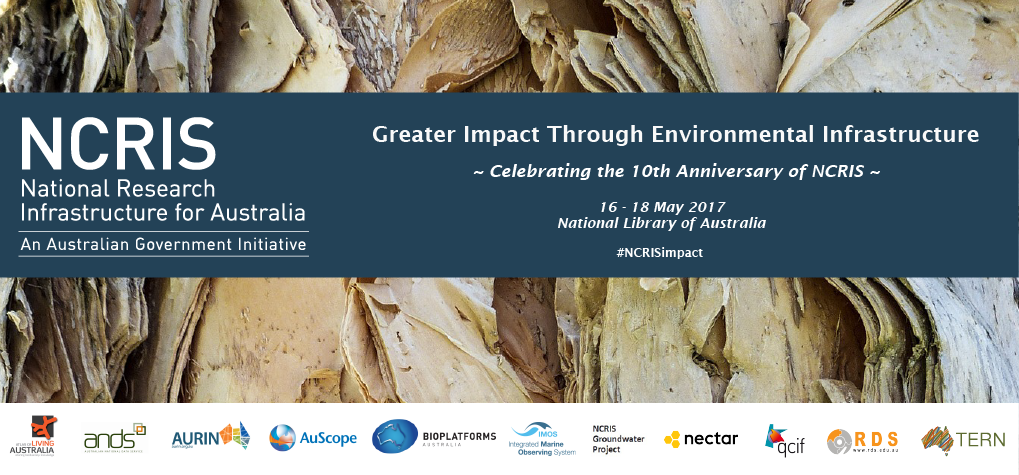 NCRIS
National Research
Infrastructure for Australia
An Australian Government Initiative
Greater Impact Through Environmental Infrastructure
~ Celebrating the 10th Anniversary of NCRIS ~
16 - 18 May 2017
National Library of Australia
#NCRISimpact
LIVING
AUSTRALIA
ands
AURIN
AuScope
BIOPLATFORMS
AUSTRALIA
IMOS
Integrated Marine
Observing System
NCRIS
Groundwater
Project
nectar
qcif
RDS
www.rds.edu.au
TERN